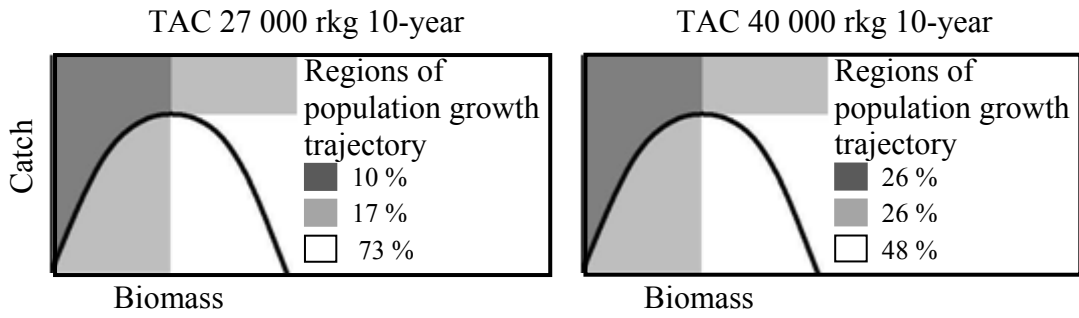 TAC 27 000 rkg 10-year
Catch
Regions of
population growth
trajectory
10 %
17 %
73 %
Biomass
TAC 40 000 rkg 10-year
Regions of
population growth
trajectory
26 %
26 %
48 %
Biomass